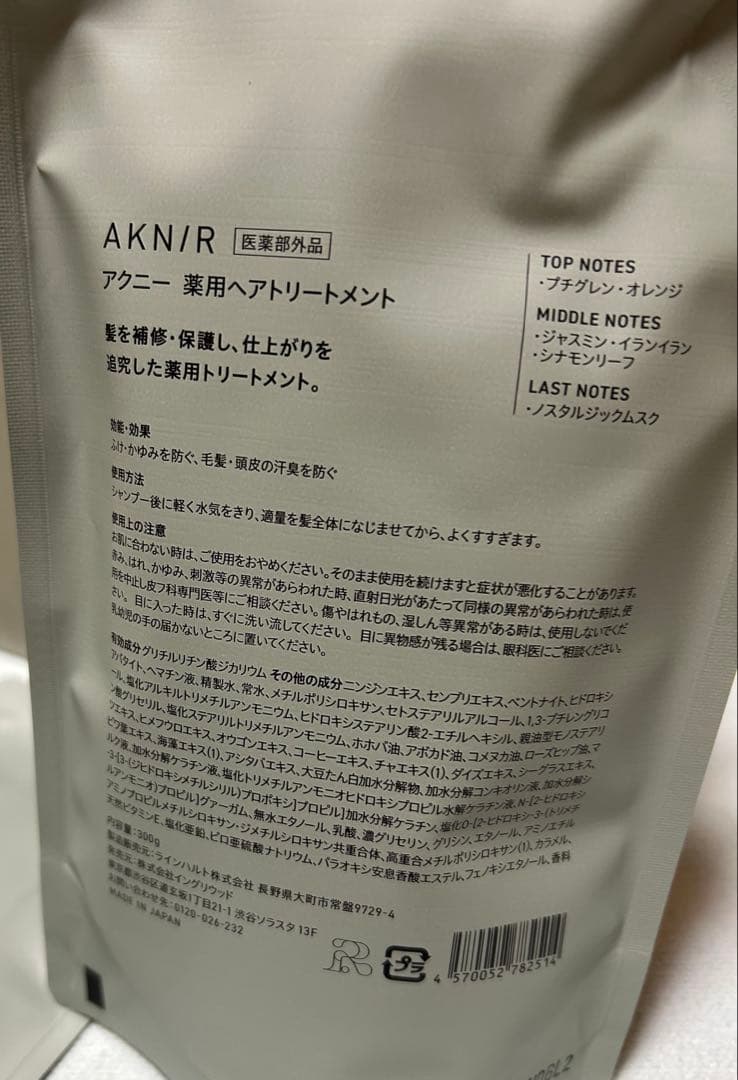 AKN/R 医薬部外品
アクニー 薬用ヘアトリートメント
髪を補修・保護し、仕上がりを
追究した薬用トリートメント。
TOP NOTES
・プチグレン・オレンジ
MIDDLE NOTES
・ジャスミン・イランイラン
・シナモンリーフ
LAST NOTES
・ノスタルジックムスク
効能・効果
ふけ・かゆみを防ぐ、毛髪・頭皮の汗臭を防ぐ
使用方法
シャンプー後に軽く水気をきり、適量を髪全体になじませてから、よくすすぎます。
使用上の注意
お肌に合わない時は、ご使用をおやめください。そのまま使用を続けますと症状が悪化することがあります。
赤み、はれ、かゆみ、刺激等の異常があらわれた時、直射日光があたって同様の異常があらわれた時は、使
用を中止し皮フ科専門医等にご相談ください。傷やはれもの、湿しん等異常がある時は、使用しないでくだ
さい。 目に入った時は、すぐに洗い流してください。 目に異物感が残る場合は、眼科医にご相談ください。
乳幼児の手の届かないところに置いてください。
有効成分 グリチルリチン酸ジカリウム その他の成分 ニンジンエキス、センブリエキス、ベントナイト、ヒドロキシ
アパタイト、ヘマチン液、精製水、常水、メチルポリシロキサン、セトステアリルアルコール、1,3-ブチレングリコ
ール、塩化アルキルトリメチルアンモニウム、ヒドロキシステアリン酸2-エチルヘキシル、親油型モノステアリ
ン酸グリセリル、塩化ステアリルトリメチルアンモニウム、ホホバ油、アボカド油、コメヌカ油、ローズヒップ油、マ
ツエキス、ヒメフウロエキス、オウゴンエキス、コーヒーエキス、チャエキス(1)、ダイズエキス、シーグラスエキス、
ビワ葉エキス、海藻エキス(1)、アシタバエキス、大豆たん白加水分解物、加水分解コンキオリン液、加水分解シ
ルク液、加水分解ケラチン液、塩化トリメチルアンモニオヒドロキシプロピル加水分解ケラチン液、N-[2-ヒドロキシ
-3-[3-(ジヒドロキシメチルシリル)プロポキシ]プロピル]加水分解ケラチン、塩化O-[2-ヒドロキシ-3-(トリメチ
ルアンモニオ)プロピル]グァーガム、無水エタノール、乳酸、濃グリセリン、グリシン、エタノール、アミノエチル
アミノプロピルメチルシロキサン・ジメチルシロキサン共重合体、高重合メチルポリシロキサン(1)、カラメル、
天然ビタミンE、塩化亜鉛、ピロ亜硫酸ナトリウム、パラオキシ安息香酸エステル、フェノキシエタノール、香料
内容量：300g
製造販売元：ラインハルト株式会社 長野県大町市常盤9729-4
発売元：株式会社イングリウッド
東京都渋谷区道玄坂1丁目21-1 渋谷ソラスタ 13F
お問い合わせ先：0120-026-232
MADE IN JAPAN
R
プラ
4 570052 782514